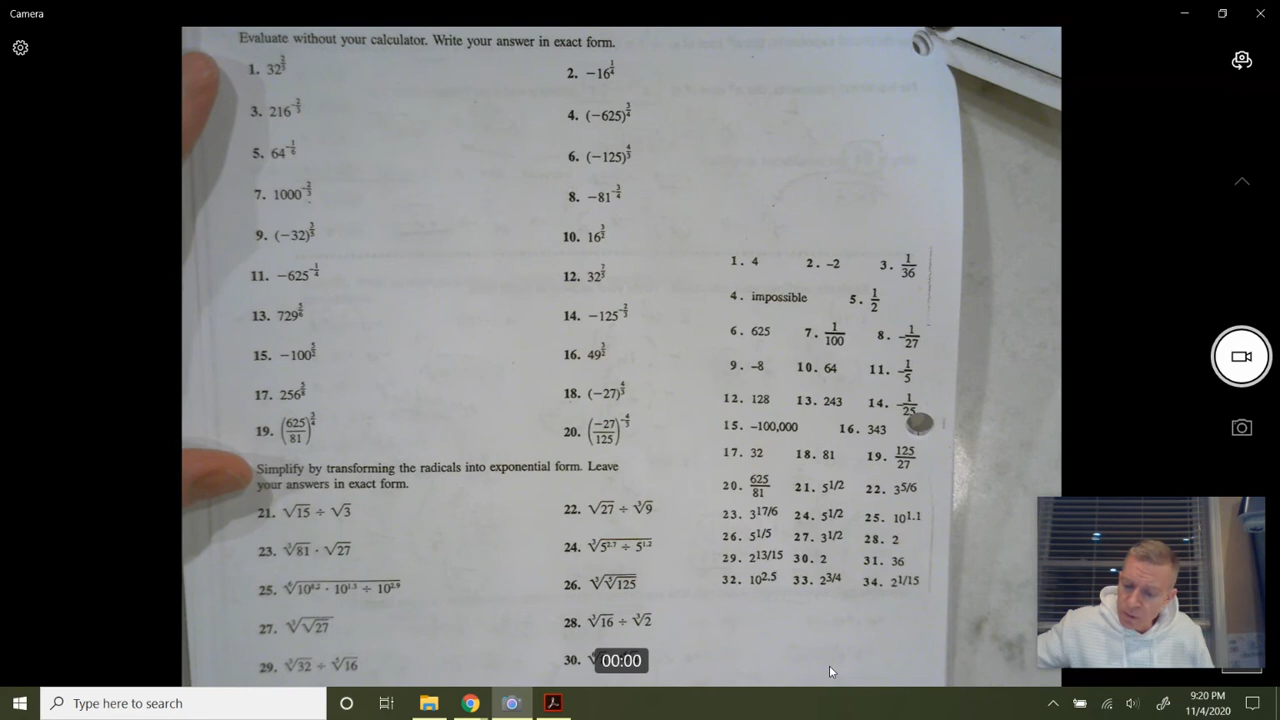 Camera
Evaluate without your calculator. Write your answer in exact form.
1. 32^(2/5)
2. −16^(1/4)
3. 216^(−2/3)
4. (−625)^(3/4)
5. 64^(−1/6)
6. (−125)^(4/3)
7. 1000^(−2/3)
8. −81^(−3/4)
9. (−32)^(3/5)
10. 16^(3/2)
11. −625^(−1/4)
12. 32^(7/5)
13. 729^(5/6)
14. −125^(−2/3)
15. −100^(5/2)
16. 49^(3/2)
17. 256^(5/8)
18. (−27)^(4/3)
19. (625/81)^(3/4)
20. (−27/125)^(−4/3)
Simplify by transforming the radicals into exponential form. Leave
your answers in exact form.
21. √15 ÷ √3
22. √27 ÷ ∛9
23. ∛81 · √27
24. ∛(5^2.7 ÷ 5^1.2)
25.
26.
27. ∛√27
28. ∛16 ÷ ∛2
29.
30.
1. 4 2. −2 3. 1/36
4. impossible 5. 1/2
6. 625 7. 1/100 8. −1/27
9. −8 10. 64 11. −1/5
12. 128 13. 243 14. −1/25
15. −100,000 16. 343
17. 32 18. 81 19. 125/27
20. 625/81 21. 5^1/2 22. 3^5/6
23. 3^17/6 24. 5^1/2 25. 10^1.1
26. 5^1/5 27. 3^1/2 28. 2
29. 2^13/15 30. 2 31. 36
32. 10^2.5 33. 2^3/4 34. 2^1/15
00:00
Type here to search
9:20 PM
11/4/2020